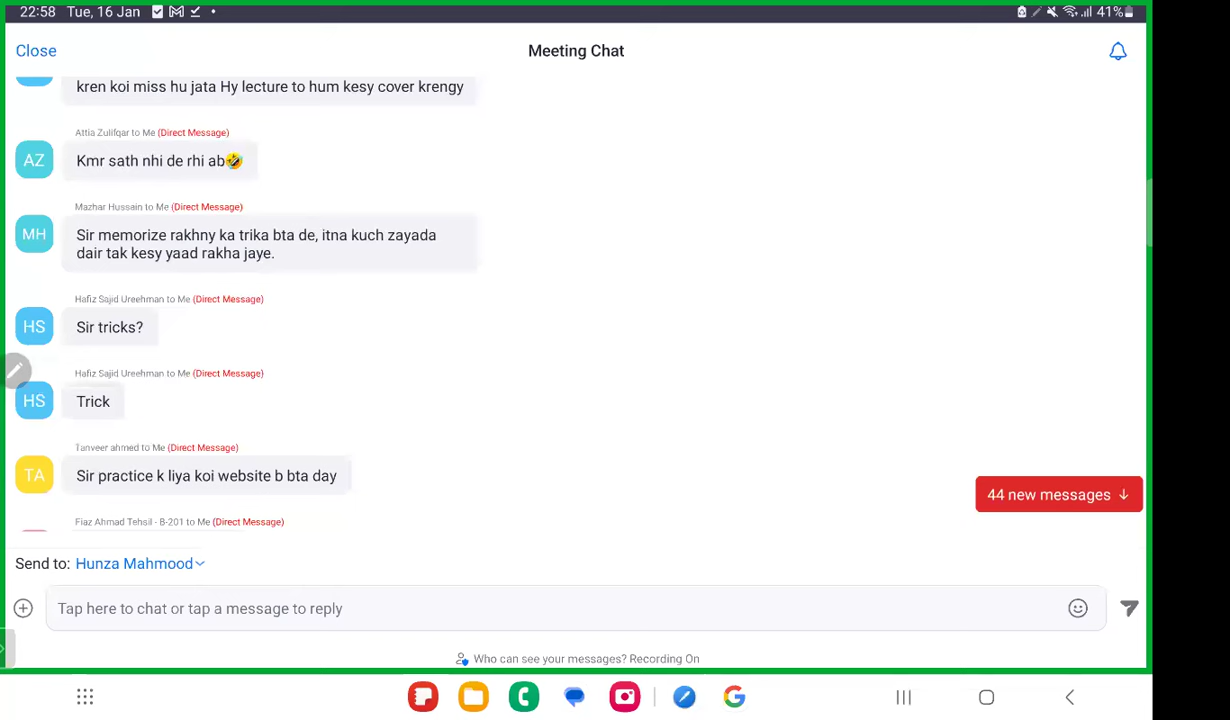 22:58 Tue, 16 Jan 41%
Close
Meeting Chat
kren koi miss hu jata Hy lecture to hum kesy cover krengy
Attia Zulifqar to Me (Direct Message)
AZ
Kmr sath nhi de rhi ab🤣
Mazhar Hussain to Me (Direct Message)
MH
Sir memorize rakhny ka trika bta de, itna kuch zayada
dair tak kesy yaad rakha jaye.
Hafiz Sajid Ureehman to Me (Direct Message)
HS
Sir tricks?
Hafiz Sajid Ureehman to Me (Direct Message)
HS
Trick
Tanveer ahmed to Me (Direct Message)
TA
Sir practice k liya koi website b bta day
44 new messages ↓
Fiaz Ahmad Tehsil - B-201 to Me (Direct Message)
Send to: Hunza Mahmood
Tap here to chat or tap a message to reply
Who can see your messages? Recording On